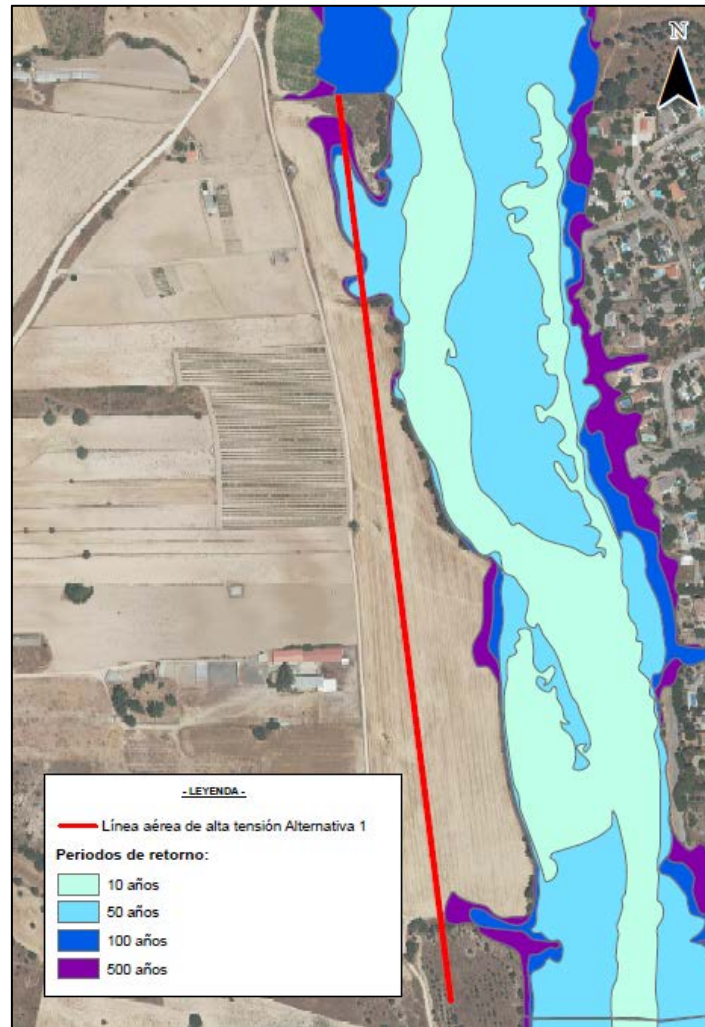 N
- LEYENDA -
Línea aérea de alta tensión Alternativa 1
Periodos de retorno:
10 años
50 años
100 años
500 años